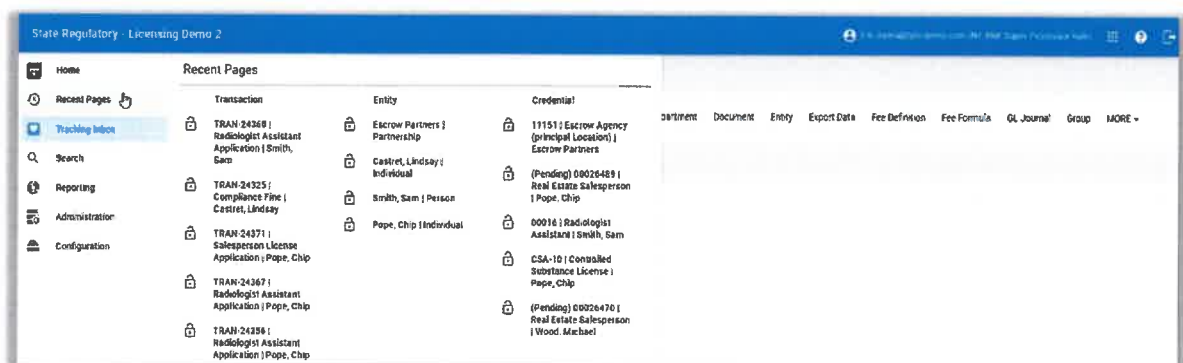 State Regulatory - Licensing Demo 2
Home
Recent Pages
Tracking Inbox
Search
Reporting
Administration
Configuration
Recent Pages
Transaction
TRAN-24368 |
Radiologist Assistant
Application | Smith,
Sam
TRAN-24325 |
Compliance Fine |
Castret, Lindsay
TRAN-24371 |
Salesperson License
Application | Pope, Chip
TRAN-24367 |
Radiologist Assistant
Application | Pope, Chip
TRAN-24356 |
Radiologist Assistant
Application | Pope, Chip
Entity
Escrow Partners |
Partnership
Castret, Lindsay |
Individual
Smith, Sam | Person
Pope, Chip | Individual
Credential
11151 | Escrow Agency
(principal Location) |
Escrow Partners
(Pending) 00026489 |
Real Estate Salesperson
| Pope, Chip
00016 | Radiologist
Assistant | Smith, Sam
CSA-10 | Controlled
Substance License |
Pope, Chip
(Pending) 00026470 |
Real Estate Salesperson
| Wood, Michael
partment Document Entity Export Data Fee Definition Fee Formula GL Journal Group MORE